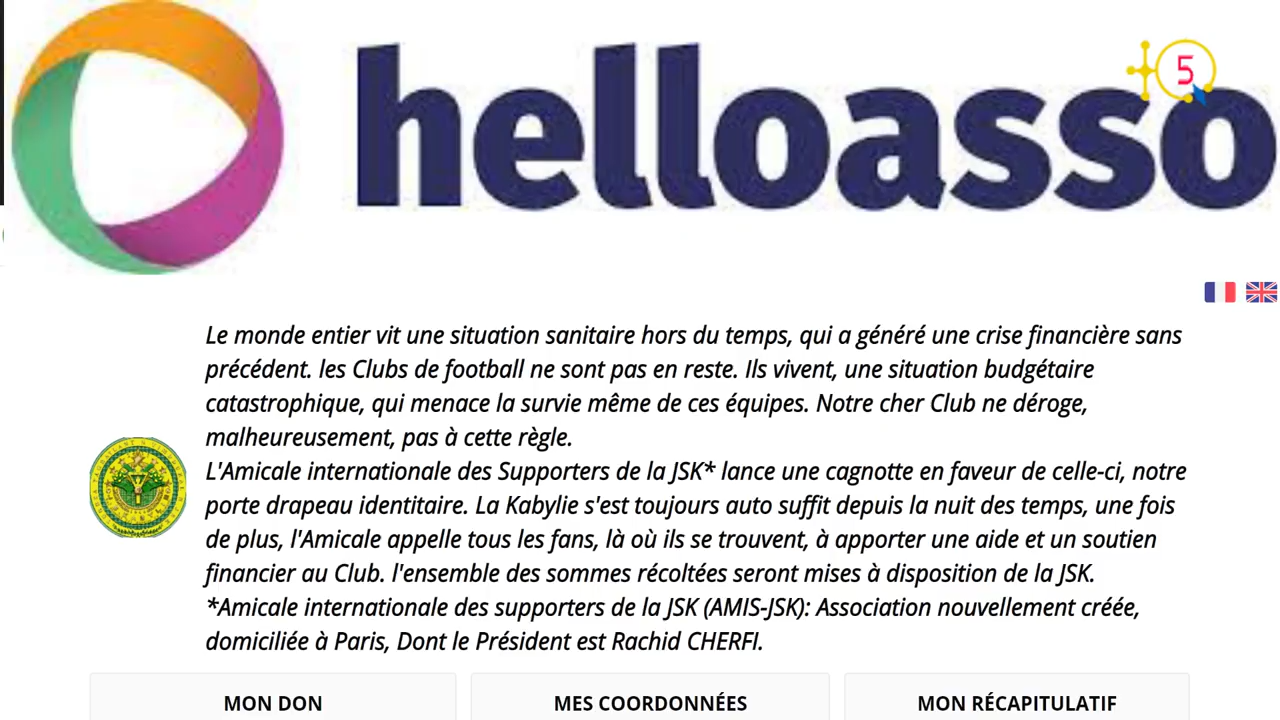 helloasso
5
Le monde entier vit une situation sanitaire hors du temps, qui a généré une crise financière sans
précédent. les Clubs de football ne sont pas en reste. Ils vivent, une situation budgétaire
catastrophique, qui menace la survie même de ces équipes. Notre cher Club ne déroge,
malheureusement, pas à cette règle.
L'Amicale internationale des Supporters de la JSK* lance une cagnotte en faveur de celle-ci, notre
porte drapeau identitaire. La Kabylie s'est toujours auto suffit depuis la nuit des temps, une fois
de plus, l'Amicale appelle tous les fans, là où ils se trouvent, à apporter une aide et un soutien
financier au Club. l'ensemble des sommes récoltées seront mises à disposition de la JSK.
*Amicale internationale des supporters de la JSK (AMIS-JSK): Association nouvellement créée,
domiciliée à Paris, Dont le Président est Rachid CHERFI.
MON DON
MES COORDONNÉES
MON RÉCAPITULATIF